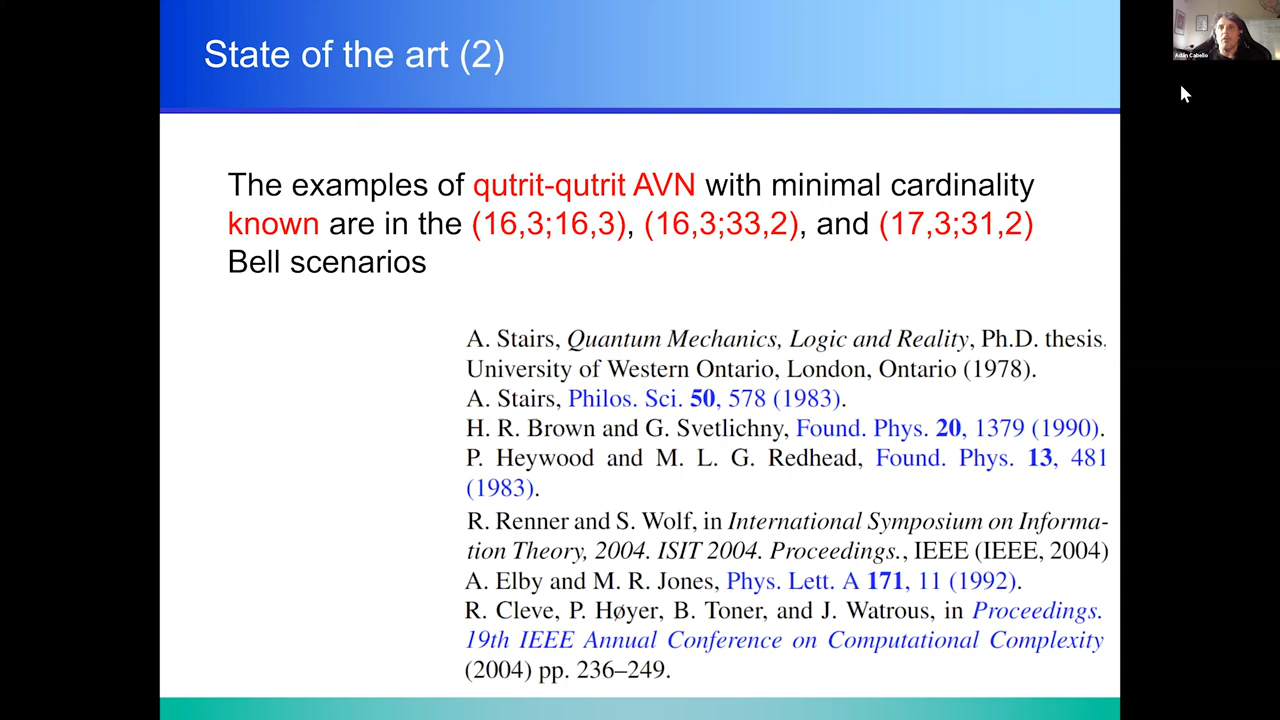 State of the art (2)
Adán Cabello
The examples of qutrit-qutrit AVN with minimal cardinality
known are in the (16,3;16,3), (16,3;33,2), and (17,3;31,2)
Bell scenarios
A. Stairs, Quantum Mechanics, Logic and Reality, Ph.D. thesis.
University of Western Ontario, London, Ontario (1978).
A. Stairs, Philos. Sci. 50, 578 (1983).
H. R. Brown and G. Svetlichny, Found. Phys. 20, 1379 (1990).
P. Heywood and M. L. G. Redhead, Found. Phys. 13, 481
(1983).
R. Renner and S. Wolf, in International Symposium on Informa-
tion Theory, 2004. ISIT 2004. Proceedings., IEEE (IEEE, 2004)
A. Elby and M. R. Jones, Phys. Lett. A 171, 11 (1992).
R. Cleve, P. Høyer, B. Toner, and J. Watrous, in Proceedings.
19th IEEE Annual Conference on Computational Complexity
(2004) pp. 236–249.